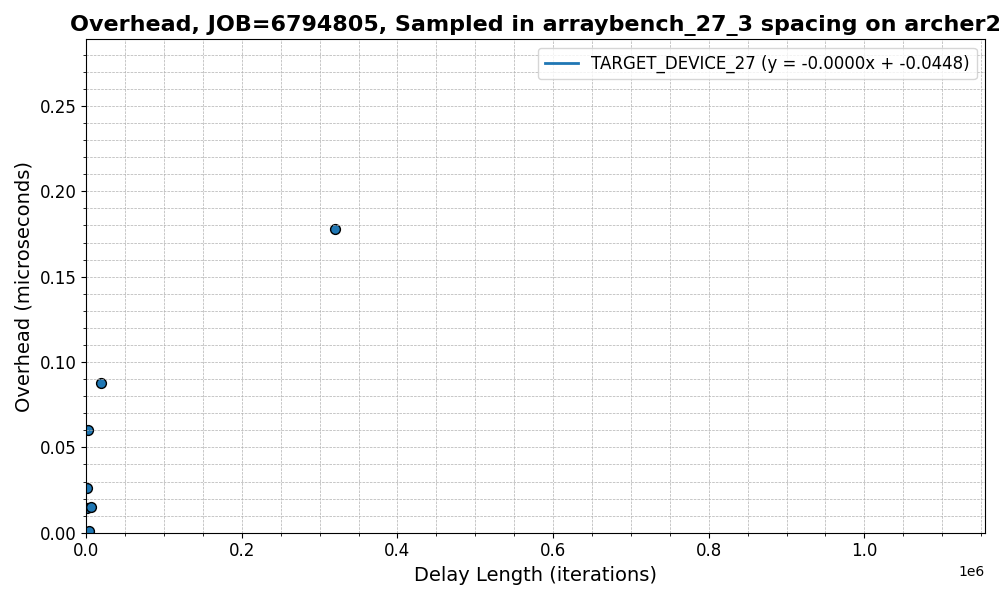 Overhead, JOB=6794805, Sampled in arraybench_27_3 spacing on archer2
TARGET_DEVICE_27 (y = -0.0000x + -0.0448)
Overhead (microseconds)
0.25
0.20
0.15
0.10
0.05
0.00
0.0 0.2 0.4 0.6 0.8 1.0
1e6
Delay Length (iterations)